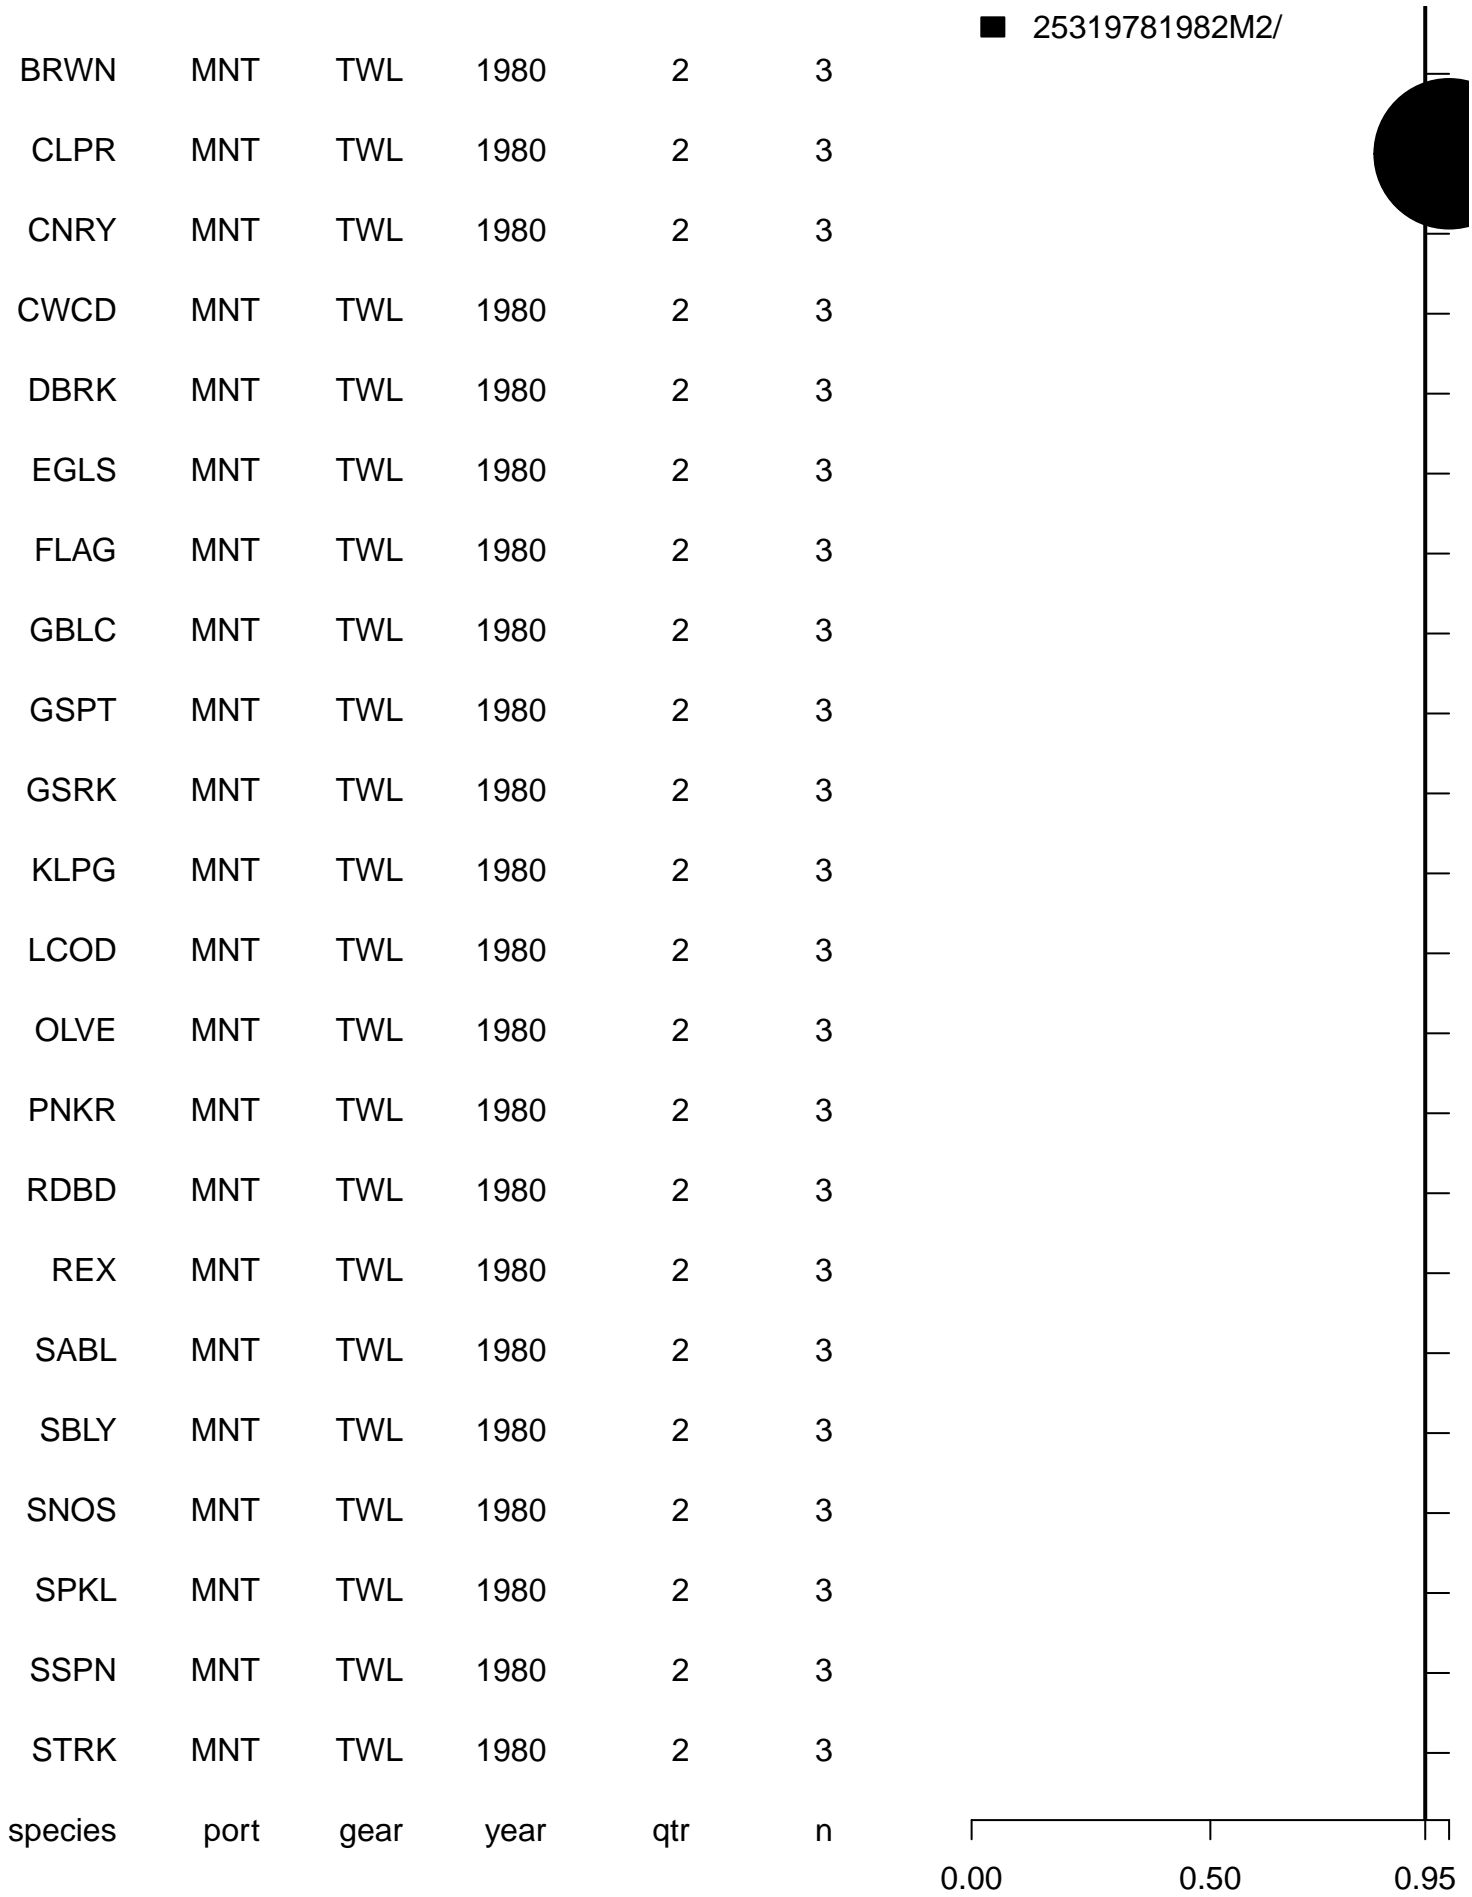 25319781982M2/
BRWN MNT TWL 1980 2 3
CLPR MNT TWL 1980 2 3
CNRY MNT TWL 1980 2 3
CWCD MNT TWL 1980 2 3
DBRK MNT TWL 1980 2 3
EGLS MNT TWL 1980 2 3
FLAG MNT TWL 1980 2 3
GBLC MNT TWL 1980 2 3
GSPT MNT TWL 1980 2 3
GSRK MNT TWL 1980 2 3
KLPG MNT TWL 1980 2 3
LCOD MNT TWL 1980 2 3
OLVE MNT TWL 1980 2 3
PNKR MNT TWL 1980 2 3
RDBD MNT TWL 1980 2 3
REX MNT TWL 1980 2 3
SABL MNT TWL 1980 2 3
SBLY MNT TWL 1980 2 3
SNOS MNT TWL 1980 2 3
SPKL MNT TWL 1980 2 3
SSPN MNT TWL 1980 2 3
STRK MNT TWL 1980 2 3
species port gear year qtr n
0.00 0.50 0.95